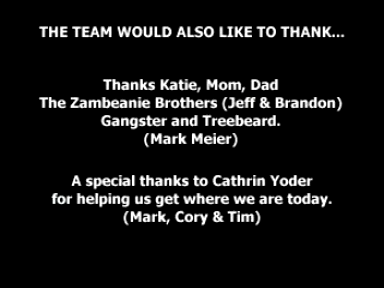 THE TEAM WOULD ALSO LIKE TO THANK...
Thanks Katie, Mom, Dad
The Zambeanie Brothers (Jeff & Brandon)
Gangster and Treebeard.
(Mark Meier)
A special thanks to Cathrin Yoder
for helping us get where we are today.
(Mark, Cory & Tim)